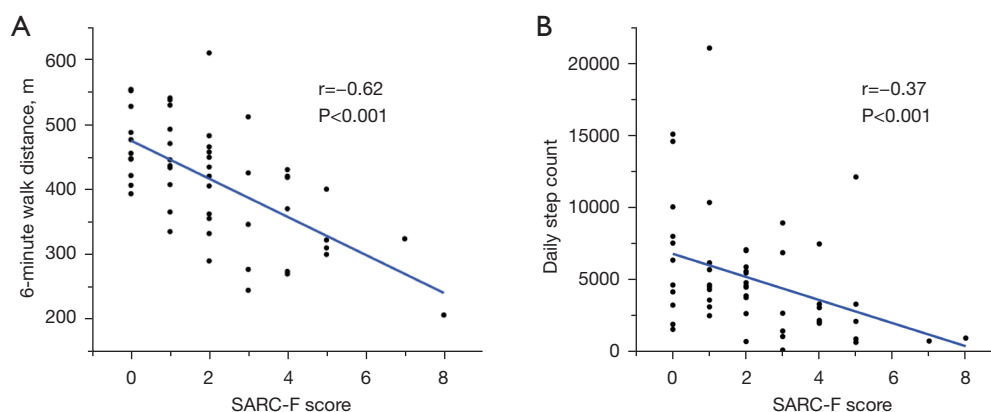 A
6-minute walk distance, m
600
500
400
300
200
r=−0.62
P<0.001
0 2 4 6 8
SARC-F score
B
Daily step count
20000
15000
10000
5000
0
r=−0.37
P<0.001
0 2 4 6 8
SARC-F score